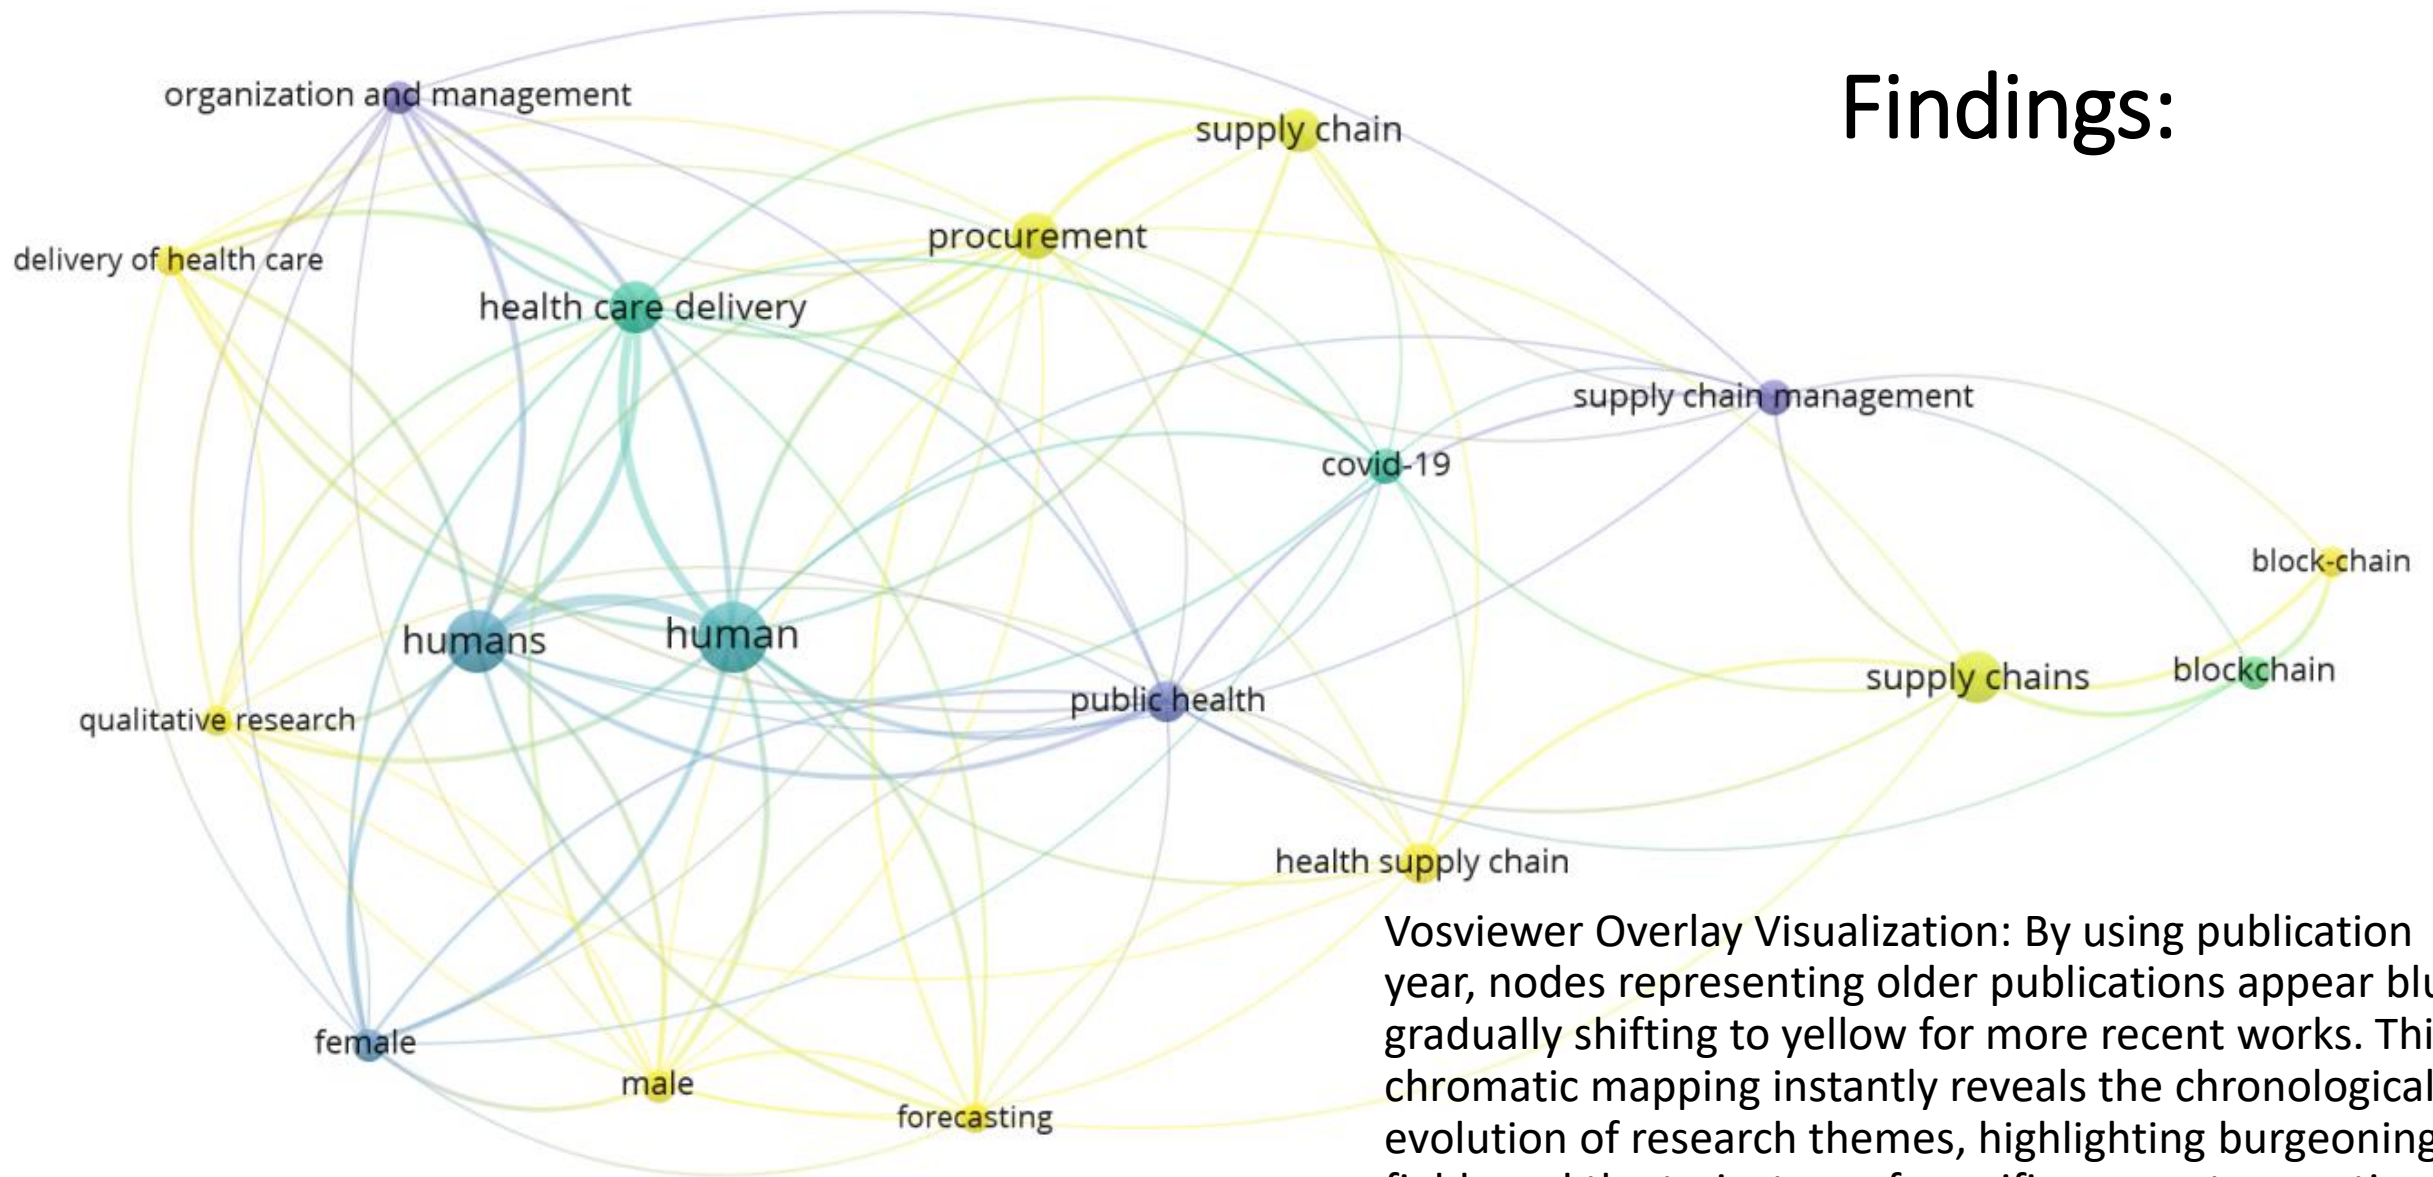 Findings:
organization and management
supply chain
procurement
delivery of health care
health care delivery
supply chain management
covid-19
block-chain
humans
human
supply chains
blockchain
public health
qualitative research
health supply chain
female
male
forecasting
Vosviewer Overlay Visualization: By using publication
year, nodes representing older publications appear
gradually shifting to yellow for more recent works.
chromatic mapping instantly reveals the chronological
evolution of research themes, highlighting burgeoning